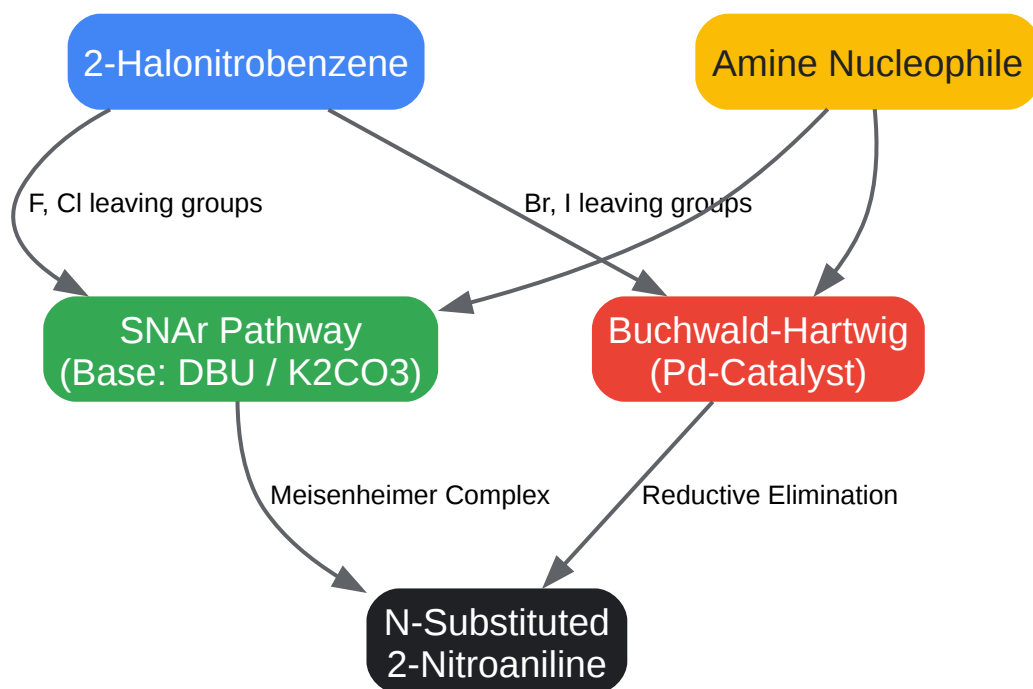 2-Halonitrobenzene
Amine Nucleophile
F, Cl leaving groups
Br, I leaving groups
SNAr Pathway
(Base: DBU / K2CO3)
Buchwald-Hartwig
(Pd-Catalyst)
Meisenheimer Complex
Reductive Elimination
N-Substituted
2-Nitroaniline